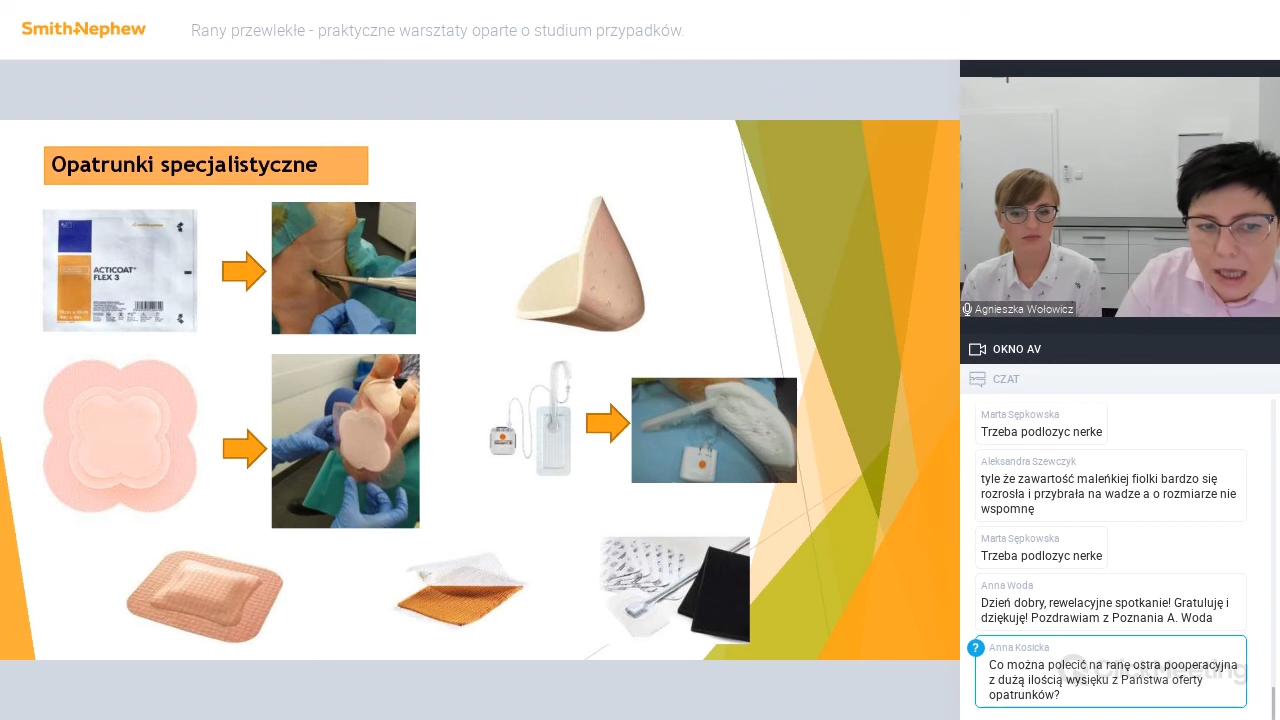 Smith+Nephew
Rany przewlekłe - praktyczne warsztaty oparte o studium przypadków.
Opatrunki specjalistyczne
ACTICOAT
FLEX 3
Agnieszka Wołowicz
OKNO AV
CZAT
Marta Sępkowska
Trzeba podlozyc nerke
Aleksandra Szewczyk
tyle że zawartość maleńkiej fiolki bardzo się
rozrosła i przybrała na wadze a o rozmiarze nie
wspomnę
Marta Sępkowska
Trzeba podlozyc nerke
Anna Woda
Dzień dobry, rewelacyjne spotkanie! Gratuluję i
dziękuję! Pozdrawiam z Poznania A. Woda
?
Anna Kosicka
Co można polecić na ranę ostrą pooperacyjna
z dużą ilością wysięku z Państwa oferty
opatrunków?